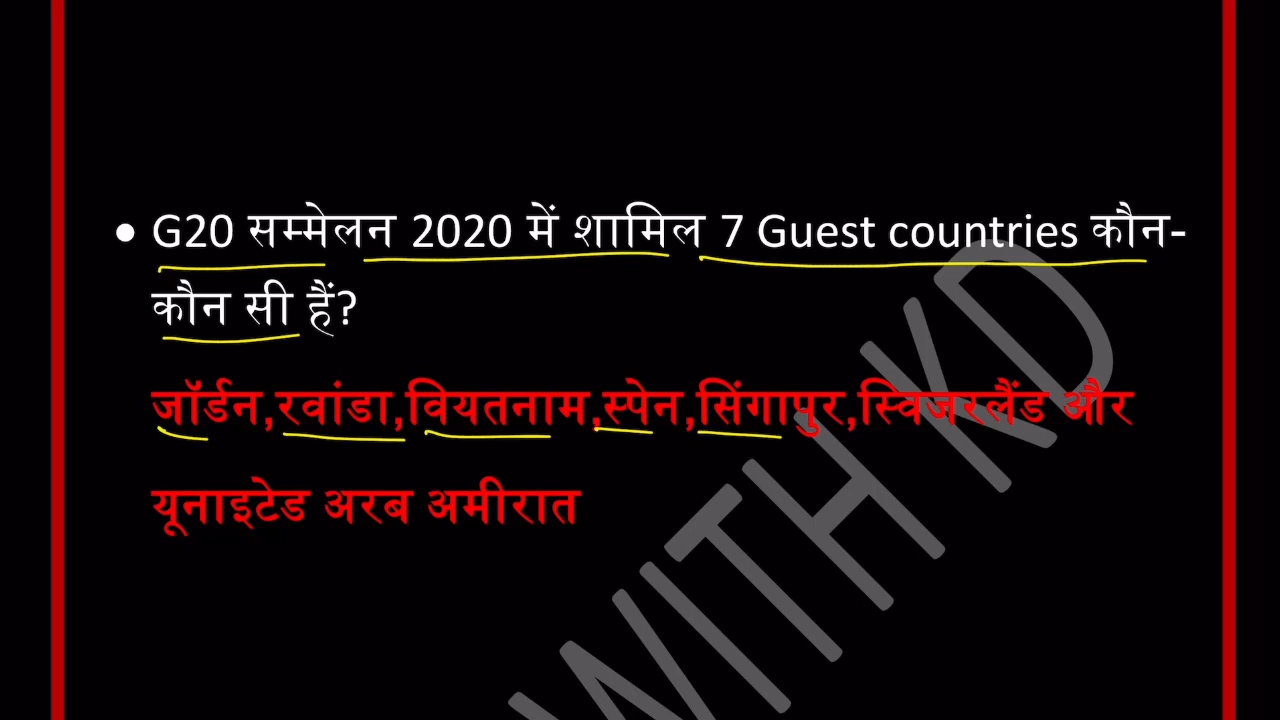 • G20 सम्मेलन 2020 में शामिल 7 Guest countries कौन-
कौन सी हैं?
जॉर्डन,रवांडा,वियतनाम,स्पेन,सिंगापुर,स्विजरलैंड और
यूनाइटेड अरब अमीरात
WITH KD